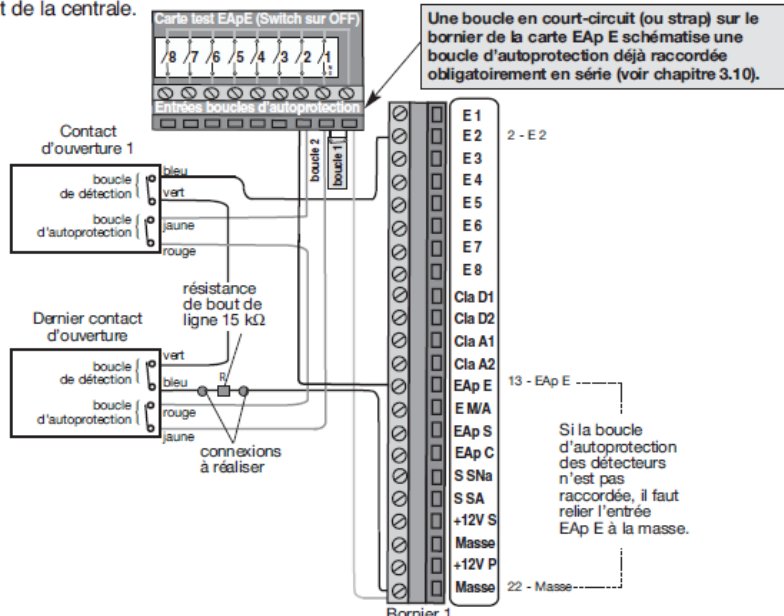 t de la centrale.
Carte test EApE (Switch sur OFF)
8 7 6 5 4 3 2 1
Entrées boucles d'autoprotection
Une boucle en court-circuit (ou strap) sur le
bornier de la carte EAp E schématise une
boucle d'autoprotection déjà raccordée
obligatoirement en série (voir chapitre 3.10).
boucle 2
boucle 1
Contact
d'ouverture 1
boucle
de détection
boucle
d'autoprotection
bleu
vert
jaune
rouge
résistance
de bout de
ligne 15 kΩ
Dernier contact
d'ouverture
boucle
de détection
boucle
d'autoprotection
vert
bleu
R
rouge
jaune
connexions
à réaliser
E 1
E 2
2 - E 2
E 3
E 4
E 5
E 6
E 7
E 8
Cla D1
Cla D2
Cla A1
Cla A2
EAp E
13 - EAp E
E M/A
EAp S
EAp C
S SNa
S SA
+12V S
Masse
+12V P
Masse
22 - Masse
Si la boucle
d'autoprotection
des détecteurs
n'est pas
raccordée, il faut
relier l'entrée
EAp E à la masse.
Bornier 1